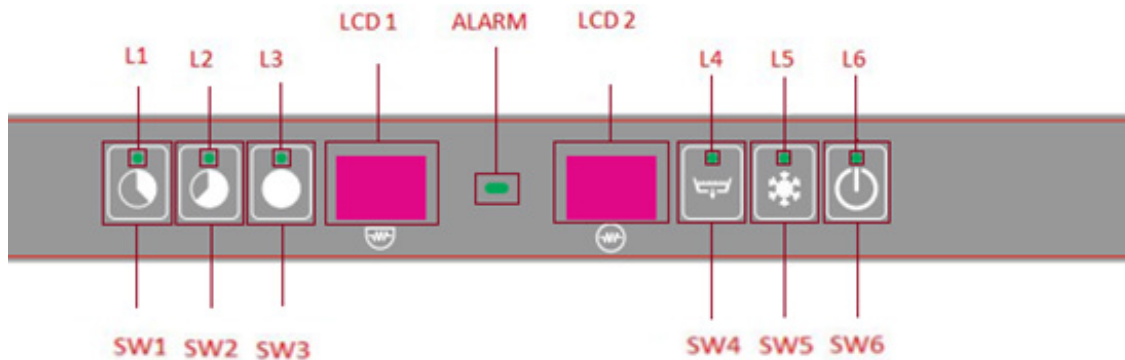 LCD 1 ALARM LCD 2
L1 L2 L3 L4 L5 L6
SW1 SW2 SW3 SW4 SW5 SW6